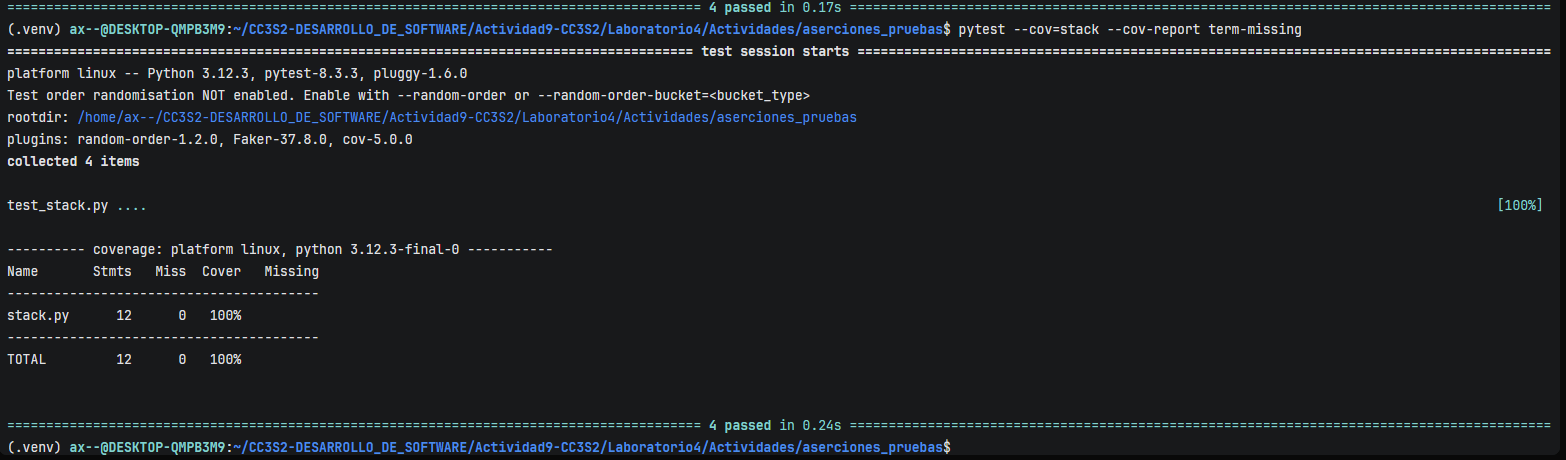 ========================================================================================= 4 passed in 0.17s ==========================================================================================
(.venv) ax--@DESKTOP-QMPB3M9:~/CC3S2-DESARROLLO_DE_SOFTWARE/Actividad9-CC3S2/Laboratorio4/Actividades/aserciones_pruebas$ pytest --cov=stack --cov-report term-missing
======================================================================================== test session starts =========================================================================================
platform linux -- Python 3.12.3, pytest-8.3.3, pluggy-1.6.0
Test order randomisation NOT enabled. Enable with --random-order or --random-order-bucket=<bucket_type>
rootdir: /home/ax--/CC3S2-DESARROLLO_DE_SOFTWARE/Actividad9-CC3S2/Laboratorio4/Actividades/aserciones_pruebas
plugins: random-order-1.2.0, Faker-37.8.0, cov-5.0.0
collected 4 items
test_stack.py .... [100%]
---------- coverage: platform linux, python 3.12.3-final-0 -----------
Name       Stmts   Miss  Cover   Missing
----------------------------------------
stack.py      12      0   100%
----------------------------------------
TOTAL         12      0   100%
========================================================================================= 4 passed in 0.24s ==========================================================================================
(.venv) ax--@DESKTOP-QMPB3M9:~/CC3S2-DESARROLLO_DE_SOFTWARE/Actividad9-CC3S2/Laboratorio4/Actividades/aserciones_pruebas$